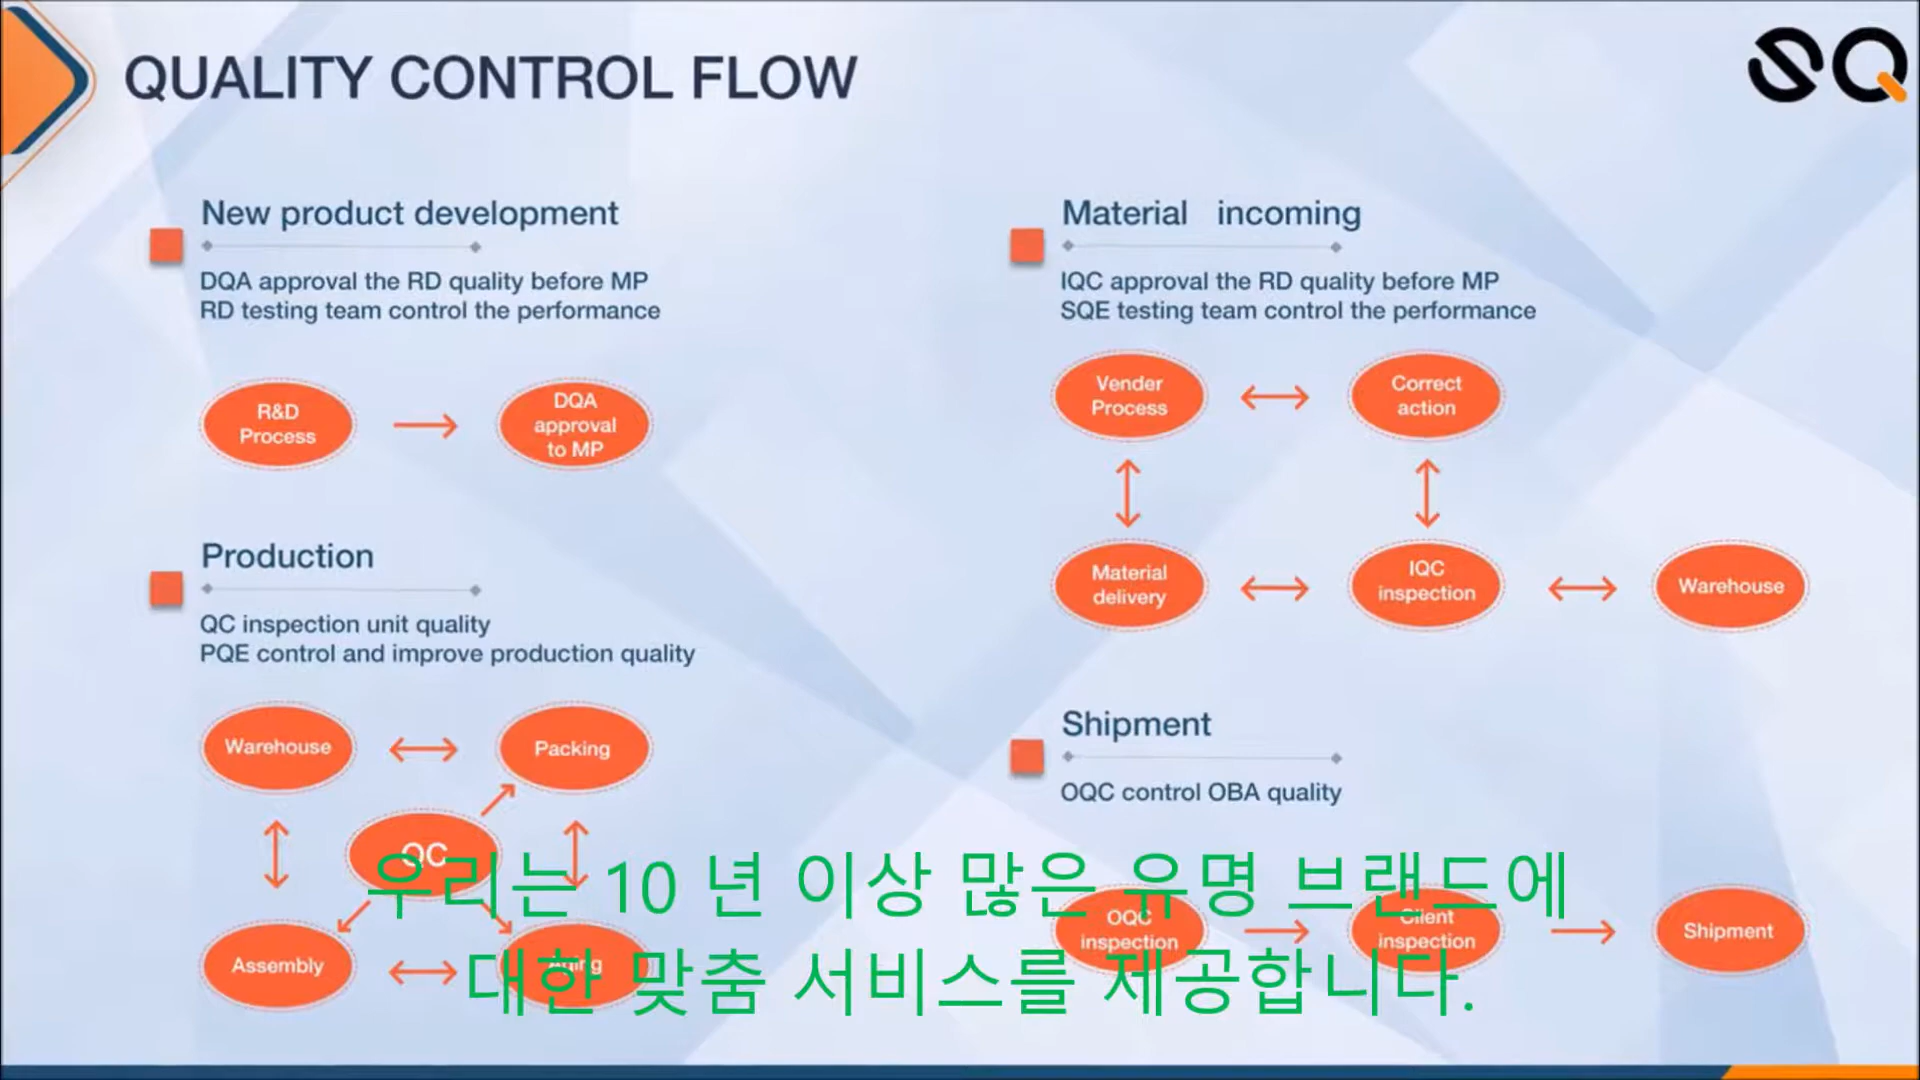 QUALITY CONTROL FLOW
SQ
New product development
DQA approval the RD quality before MP
RD testing team control the performance
R&D
Process
DQA
approval
to MP
Material incoming
IQC approval the RD quality before MP
SQE testing team control the performance
Vender
Process
Correct
action
Material
delivery
IQC
inspection
Warehouse
Production
QC inspection unit quality
PQE control and improve production quality
Warehouse
Packing
QC
Assembly
Aging
Shipment
OQC control OBA quality
OQC
inspection
Client
inspection
Shipment
우리는 10 년 이상 많은 유명 브랜드에
대한 맞춤 서비스를 제공합니다.